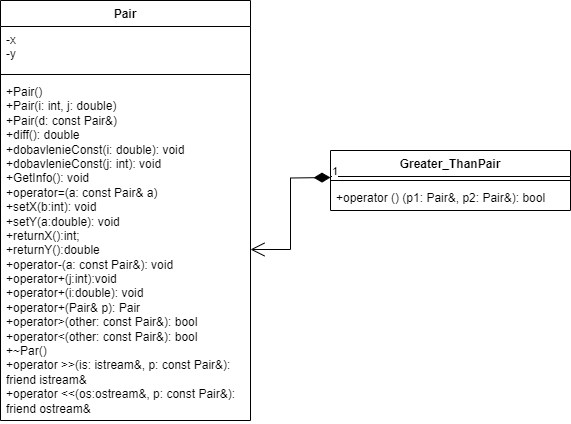 Pair
-x
-y
+Pair()
+Pair(i: int, j: double)
+Pair(d: const Pair&)
+diff(): double
+dobavlenieConst(i: double): void
+dobavlenieConst(j: int): void
+GetInfo(): void
+operator=(a: const Pair& a)
+setX(b:int): void
+setY(a:double): void
+returnX():int;
+returnY():double
+operator-(a: const Pair&): void
+operator+(j:int):void
+operator+(i:double): void
+operator+(Pair& p): Pair
+operator>(other: const Pair&): bool
+operator<(other: const Pair&): bool
+~Par()
+operator >>(is: istream&, p: const Pair&):
friend istream&
+operator <<(os:ostream&, p: const Pair&):
friend ostream&
Greater_ThanPair
1
+operator () (p1: Pair&, p2: Pair&): bool